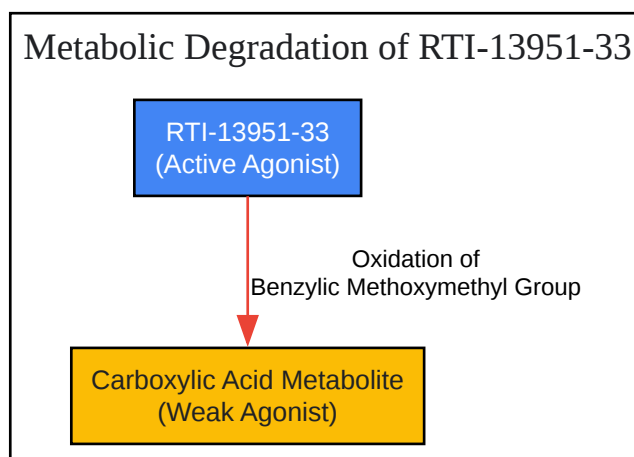 Metabolic Degradation of RTI-13951-33
RTI-13951-33
(Active Agonist)
Oxidation of
Benzylic Methoxymethyl Group
Carboxylic Acid Metabolite
(Weak Agonist)